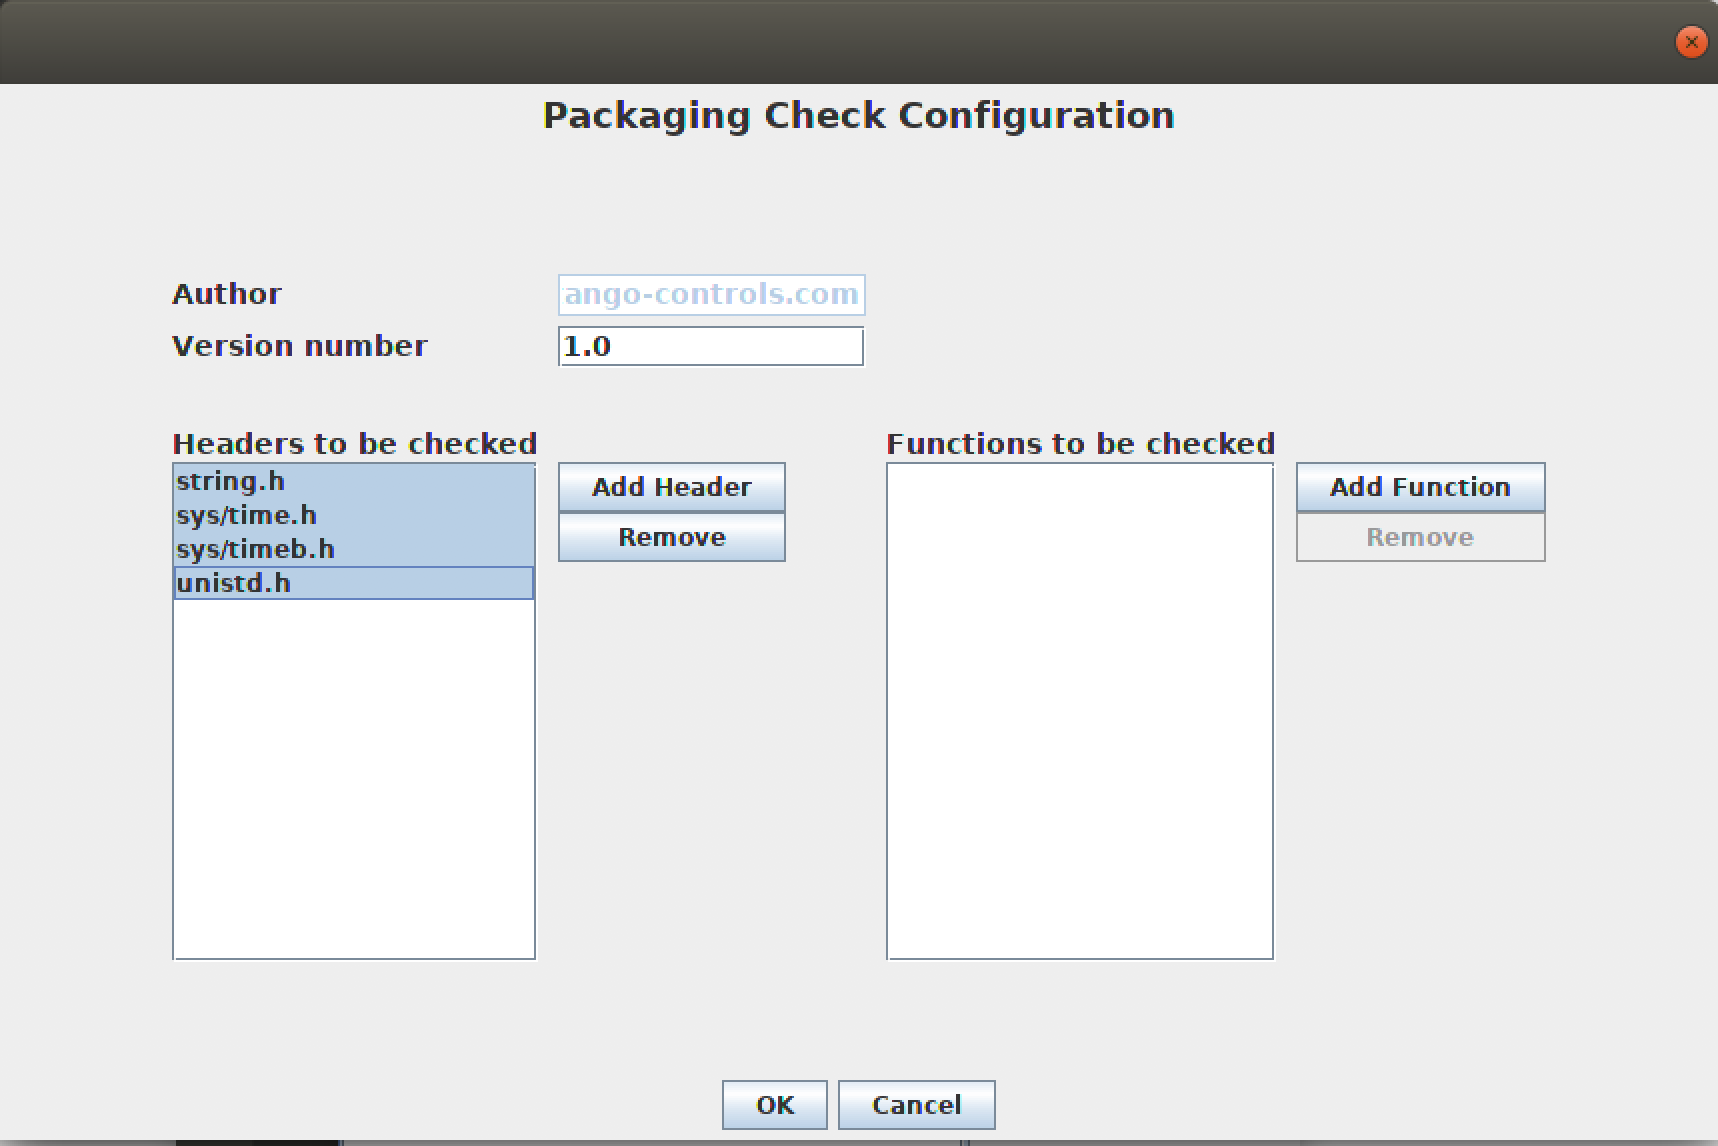 Packaging Check Configuration
Author
ango-controls.com
Version number
1.0
Headers to be checked
string.h
sys/time.h
sys/timeb.h
unistd.h
Add Header
Remove
Functions to be checked
Add Function
Remove
OK
Cancel